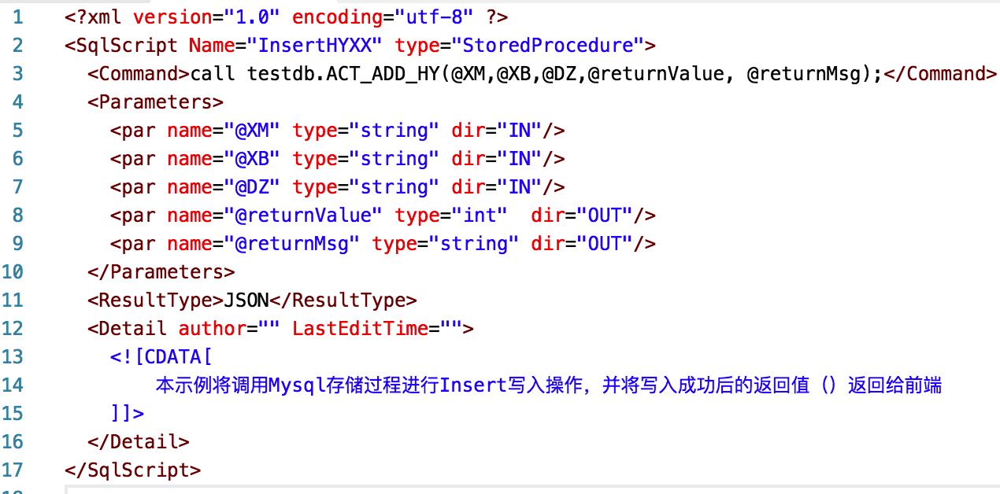 1 <?xml version="1.0" encoding="utf-8" ?>
2 <SqlScript Name="InsertHYXX" type="StoredProcedure">
3 <Command>call testdb.ACT_ADD_HY(@XM,@XB,@DZ,@returnValue, @returnMsg);</Command>
4 <Parameters>
5 <par name="@XM" type="string" dir="IN"/>
6 <par name="@XB" type="string" dir="IN"/>
7 <par name="@DZ" type="string" dir="IN"/>
8 <par name="@returnValue" type="int"  dir="OUT"/>
9 <par name="@returnMsg" type="string" dir="OUT"/>
10 </Parameters>
11 <ResultType>JSON</ResultType>
12 <Detail author="" LastEditTime="">
13 <![CDATA[
14 本示例将调用Mysql存储过程进行Insert写入操作，并将写入成功后的返回值（）返回给前端
15 ]]>
16 </Detail>
17 </SqlScript>